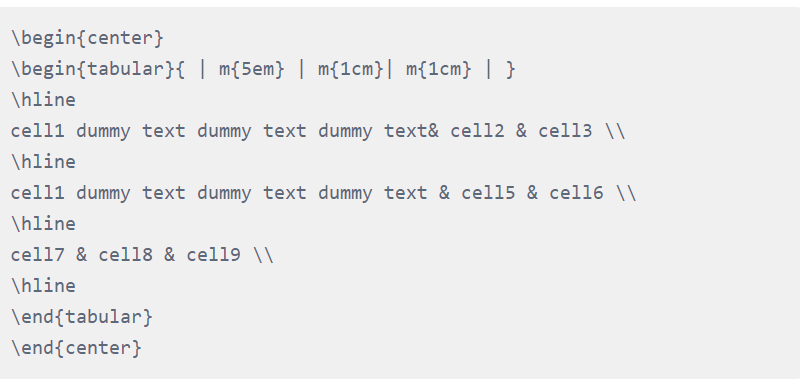 \begin{center}
\begin{tabular}{ | m{5em} | m{1cm}| m{1cm} | }
\hline
cell1 dummy text dummy text dummy text& cell2 & cell3 \\
\hline
cell1 dummy text dummy text dummy text & cell5 & cell6 \\
\hline
cell7 & cell8 & cell9 \\
\hline
\end{tabular}
\end{center}